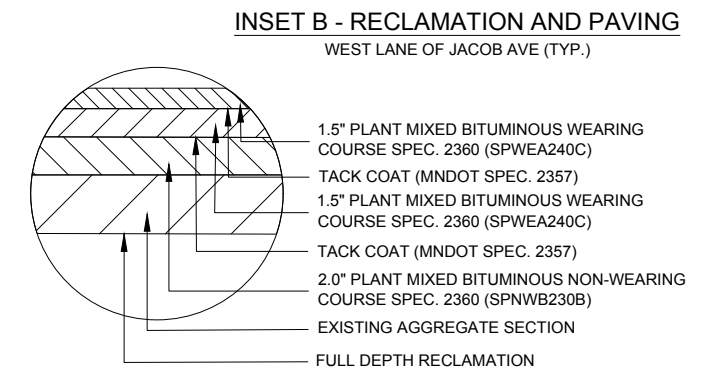 INSET B - RECLAMATION AND PAVING
WEST LANE OF JACOB AVE (TYP.)
1.5" PLANT MIXED BITUMINOUS WEARING
COURSE SPEC. 2360 (SPWEA240C)
TACK COAT (MNDOT SPEC. 2357)
1.5" PLANT MIXED BITUMINOUS WEARING
COURSE SPEC. 2360 (SPWEA240C)
TACK COAT (MNDOT SPEC. 2357)
2.0" PLANT MIXED BITUMINOUS NON-WEARING
COURSE SPEC. 2360 (SPNWB230B)
EXISTING AGGREGATE SECTION
FULL DEPTH RECLAMATION